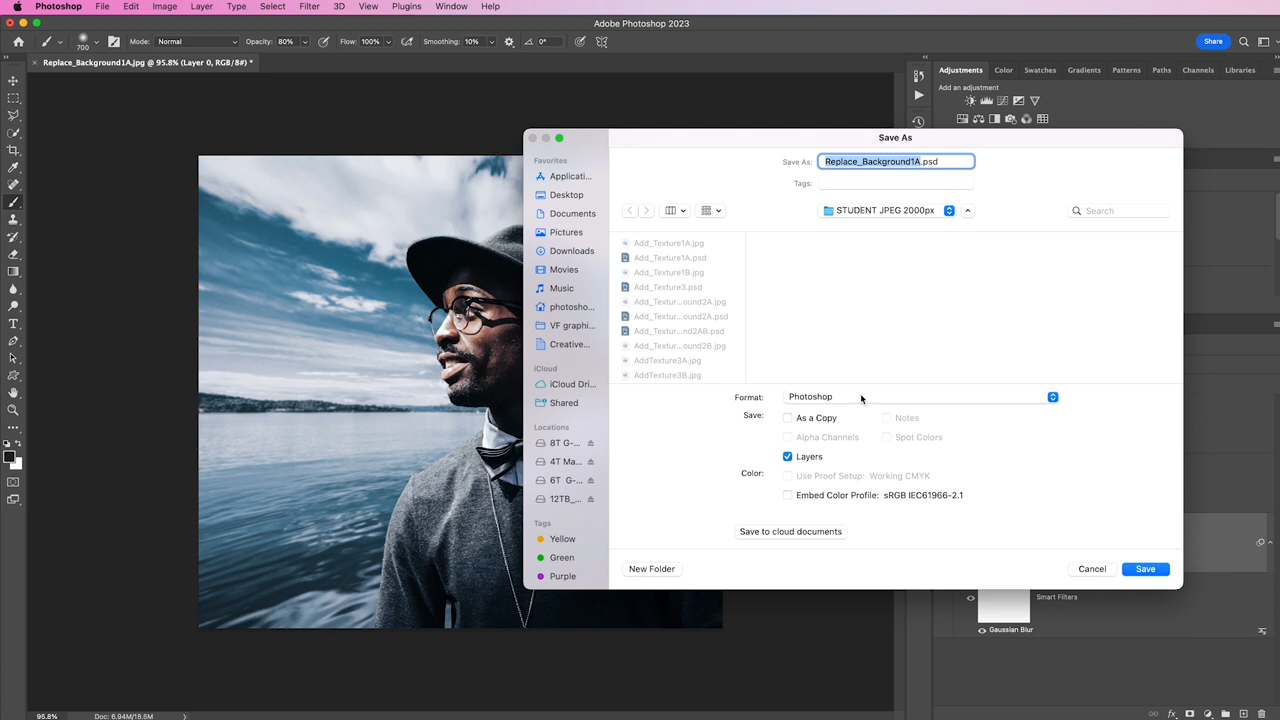 Photoshop File Edit Image Layer Type Select Filter 3D View Plugins Window Help
Adobe Photoshop 2023
700 Mode: Normal Opacity: 80% Flow: 100% Smoothing: 10% 0° Share
Replace_Background1A.jpg @ 95.8% (Layer 0, RGB/8#) *
Adjustments Color Swatches Gradients Patterns Paths Channels Libraries
Add an adjustment
Save As
Favorites
Applicati...
Desktop
Documents
Pictures
Downloads
Movies
Music
photosho...
VF graphi...
Creative...
iCloud
iCloud Dri...
Shared
Locations
8T G-...
4T Ma...
6T G-...
12TB_...
Tags
Yellow
Green
Purple
Save As: Replace_Background1A.psd
Tags:
STUDENT JPEG 2000px
Search
Add_Texture1A.jpg
Add_Texture1A.psd
Add_Texture1B.jpg
Add_Texture3.psd
Add_Textur...ound2A.jpg
Add_Textur...ound2A.psd
Add_Textur...nd2AB.psd
Add_Textur...ound2B.jpg
AddTexture3A.jpg
AddTexture3B.jpg
Format: Photoshop
Save: As a Copy Notes
Alpha Channels Spot Colors
Layers
Color: Use Proof Setup: Working CMYK
Embed Color Profile: sRGB IEC61966-2.1
Save to cloud documents
New Folder Cancel Save
Smart Filters
Gaussian Blur
95.8% Doc: 6.94M/18.5M
fx